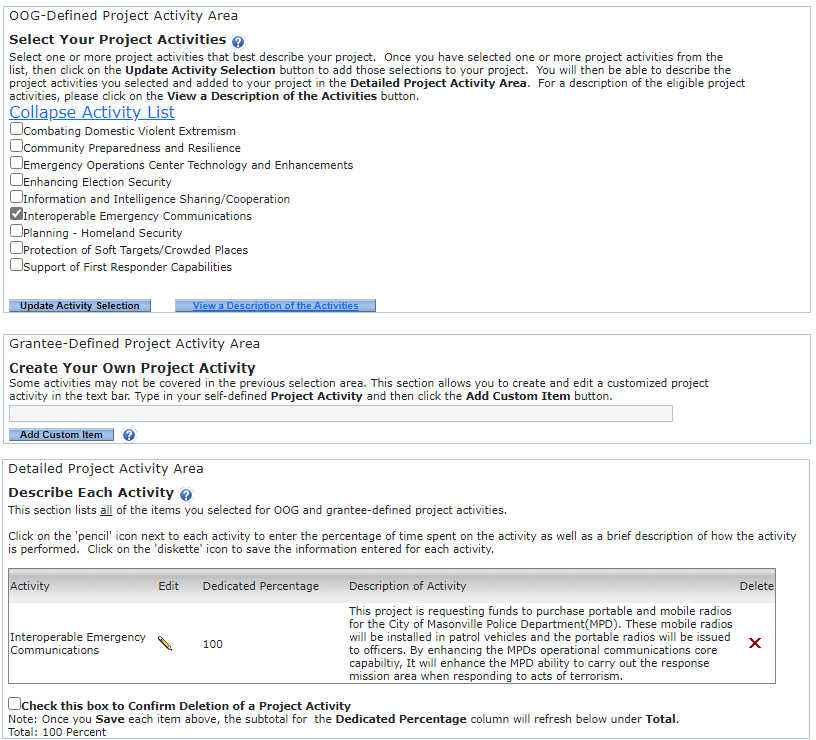 OOG-Defined Project Activity Area
Select Your Project Activities ?
Select one or more project activities that best describe your project. Once you have selected one or more project activities from the
list, then click on the Update Activity Selection button to add those selections to your project. You will then be able to describe the
project activities you selected and added to your project in the Detailed Project Activity Area. For a description of the eligible project
activities, please click on the View a Description of the Activities button.
Collapse Activity List
Combating Domestic Violent Extremism
Community Preparedness and Resilience
Emergency Operations Center Technology and Enhancements
Enhancing Election Security
Information and Intelligence Sharing/Cooperation
Interoperable Emergency Communications
Planning - Homeland Security
Protection of Soft Targets/Crowded Places
Support of First Responder Capabilities
Update Activity Selection View a Description of the Activities
Grantee-Defined Project Activity Area
Create Your Own Project Activity
Some activities may not be covered in the previous selection area. This section allows you to create and edit a customized project
activity in the text bar. Type in your self-defined Project Activity and then click the Add Custom Item button.
Add Custom Item ?
Detailed Project Activity Area
Describe Each Activity ?
This section lists all of the items you selected for OOG and grantee-defined project activities.
Click on the 'pencil' icon next to each activity to enter the percentage of time spent on the activity as well as a brief description of how the activity
is performed. Click on the 'diskette' icon to save the information entered for each activity.
Activity Edit Dedicated Percentage Description of Activity Delete
Interoperable Emergency
Communications
100
This project is requesting funds to purchase portable and mobile radios
for the City of Masonville Police Department(MPD). These mobile radios
will be installed in patrol vehicles and the portable radios will be issued
to officers. By enhancing the MPDs operational communications core
capabiltiy, It will enhance the MPD ability to carry out the response
mission area when responding to acts of terrorism.
Check this box to Confirm Deletion of a Project Activity
Note: Once you Save each item above, the subtotal for the Dedicated Percentage column will refresh below under Total.
Total: 100 Percent